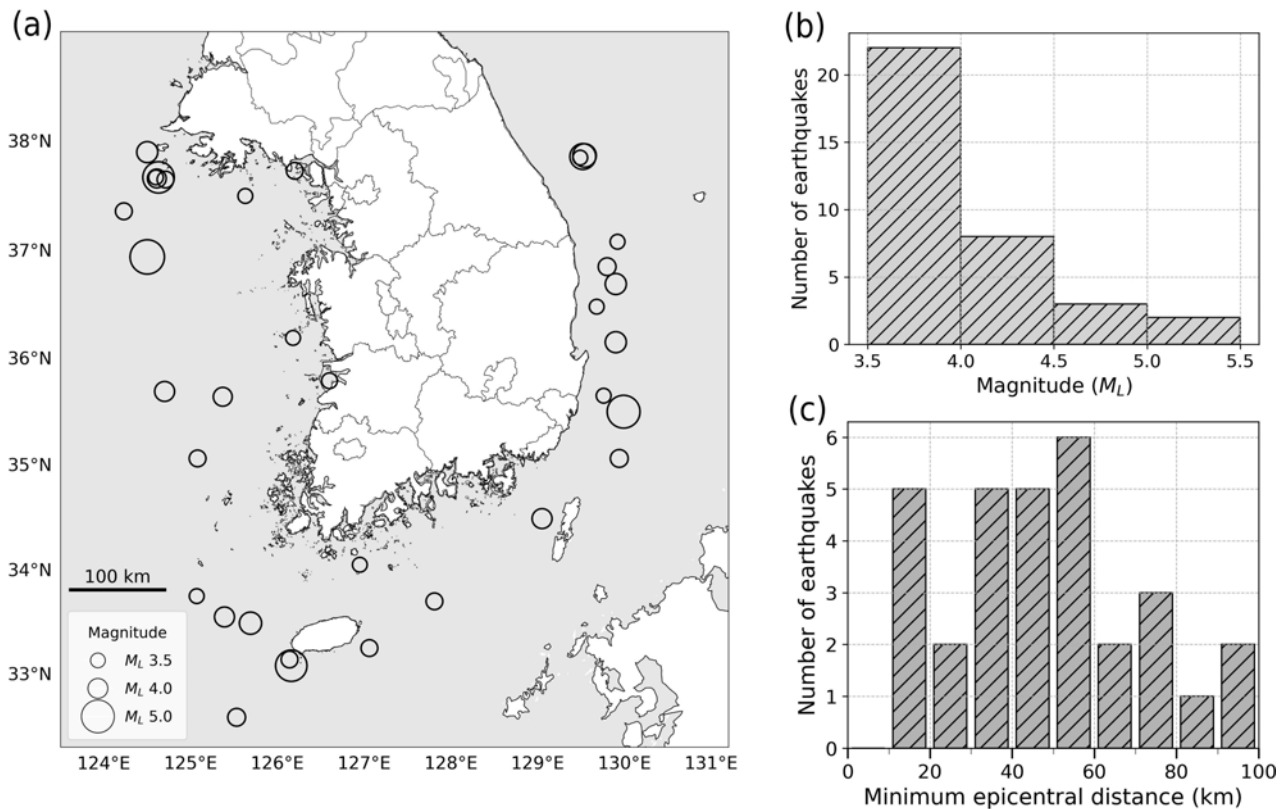 (a)
38°N
37°N
36°N
35°N
34°N
33°N
100 km
Magnitude
M_L 3.5
M_L 4.0
M_L 5.0
124°E 125°E 126°E 127°E 128°E 129°E 130°E 131°E
(b)
Number of earthquakes
20
15
10
5
0
3.5 4.0 4.5 5.0 5.5
Magnitude (M_L)
(c)
Number of earthquakes
6
5
4
3
2
1
0
0 20 40 60 80 100
Minimum epicentral distance (km)